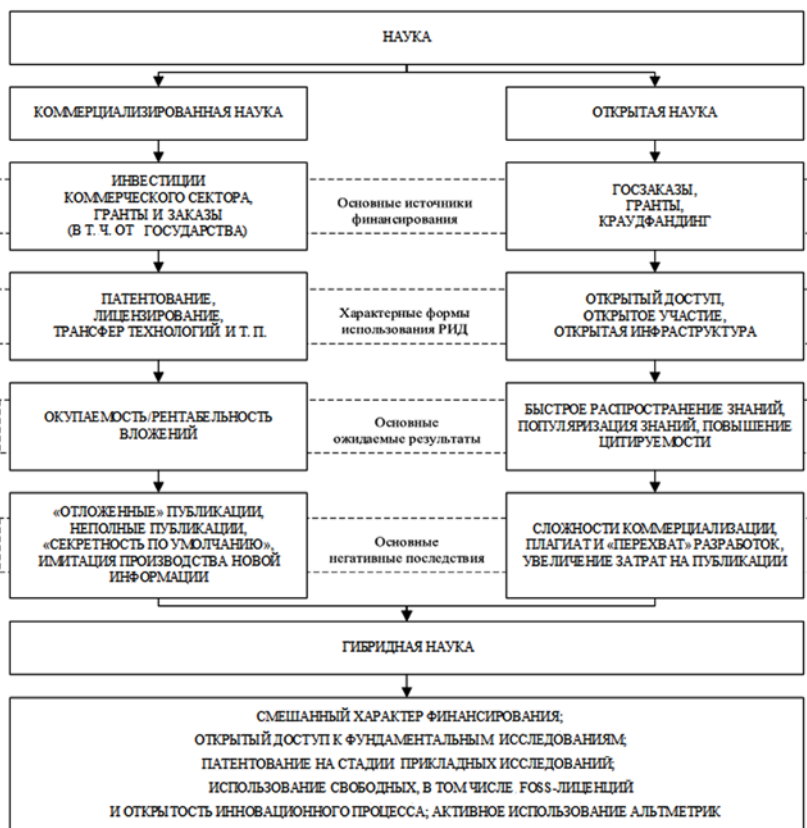 НАУКА
КОММЕРЦИАЛИЗИРОВАННАЯ НАУКА
ОТКРЫТАЯ НАУКА
ИНВЕСТИЦИИ
КОММЕРЧЕСКОГО СЕКТОРА,
ГРАНТЫ И ЗАКАЗЫ
(В Т. Ч. ОТ ГОСУДАРСТВА)
Основные источники
финансирования
ГОСЗАКАЗЫ,
ГРАНТЫ,
КРАУДФАНДИНГ
ПАТЕНТОВАНИЕ,
ЛИЦЕНЗИРОВАНИЕ,
ТРАНСФЕР ТЕХНОЛОГИЙ И Т. П.
Характерные формы
использования РИД
ОТКРЫТЫЙ ДОСТУП,
ОТКРЫТОЕ УЧАСТИЕ,
ОТКРЫТАЯ ИНФРАСТРУКТУРА
ОКУПАЕМОСТЬ/РЕНТАБЕЛЬНОСТЬ
ВЛОЖЕНИЙ
Основные
ожидаемые результаты
БЫСТРОЕ РАСПРОСТРАНЕНИЕ ЗНАНИЙ,
ПОПУЛЯРИЗАЦИЯ ЗНАНИЙ, ПОВЫШЕНИЕ
ЦИТИРУЕМОСТИ
«ОТЛОЖЕННЫЕ» ПУБЛИКАЦИИ,
НЕПОЛНЫЕ ПУБЛИКАЦИИ,
«СЕКРЕТНОСТЬ ПО УМОЛЧАНИЮ»,
ИМИТАЦИЯ ПРОИЗВОДСТВА НОВОЙ
ИНФОРМАЦИИ
Основные
негативные последствия
СЛОЖНОСТИ КОММЕРЦИАЛИЗАЦИИ,
ПЛАГИАТ И «ПЕРЕХВАТ» РАЗРАБОТОК,
УВЕЛИЧЕНИЕ ЗАТРАТ НА ПУБЛИКАЦИИ
ГИБРИДНАЯ НАУКА
СМЕШАННЫЙ ХАРАКТЕР ФИНАНСИРОВАНИЯ;
ОТКРЫТЫЙ ДОСТУП К ФУНДАМЕНТАЛЬНЫМ ИССЛЕДОВАНИЯМ;
ПАТЕНТОВАНИЕ НА СТАДИИ ПРИКЛАДНЫХ ИССЛЕДОВАНИЙ;
ИСПОЛЬЗОВАНИЕ СВОБОДНЫХ, В ТОМ ЧИСЛЕ FOSS-ЛИЦЕНЦИЙ
И ОТКРЫТОСТЬ ИННОВАЦИОННОГО ПРОЦЕССА; АКТИВНОЕ ИСПОЛЬЗОВАНИЕ АЛЬТМЕТРИК